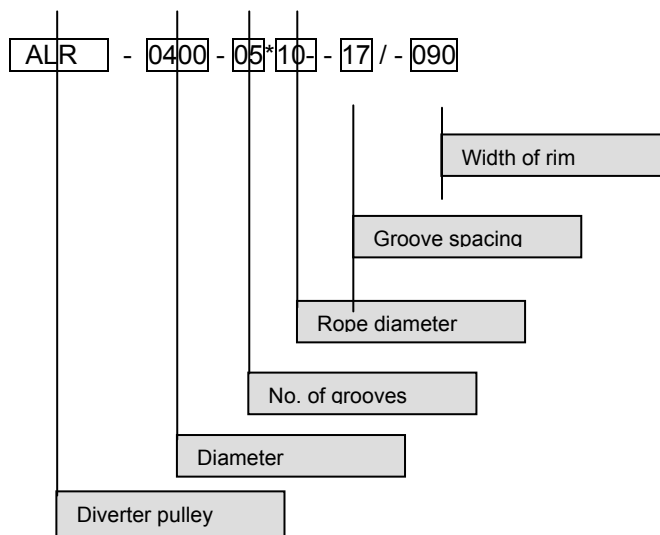 ALR - 0400 - 05*10- - 17 / - 090
Width of rim
Groove spacing
Rope diameter
No. of grooves
Diameter
Diverter pulley